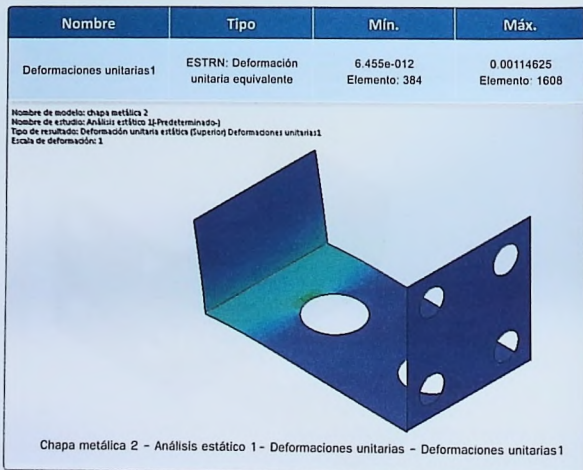 Nombre Tipo Mín. Máx.
Deformaciones unitarias1 ESTRN: Deformación unitaria equivalente 6.455e-012 Elemento: 384 0.00114625 Elemento: 1608
Nombre de modelo: chapa metálica 2
Nombre de estudio: Análisis estático 1(-Predeterminado-)
Tipo de resultado: Deformación unitaria estática (Superior) Deformaciones unitarias1
Escala de deformación: 1
Chapa metálica 2 - Análisis estático 1 - Deformaciones unitarias - Deformaciones unitarias1